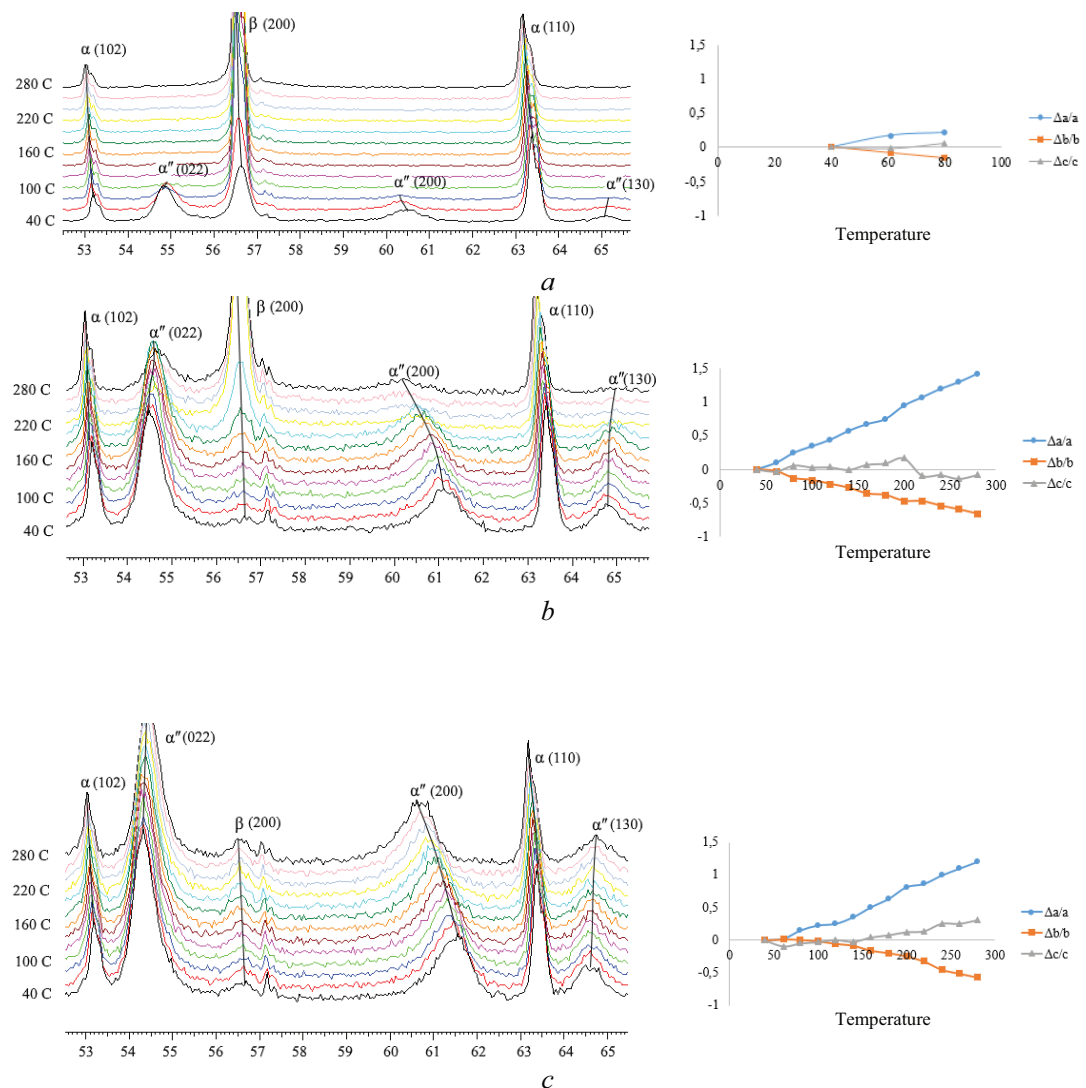 α (102)
β (200)
α (110)
280 C
220 C
160 C
α″ (022)
100 C
α″ (200)
α″ (130)
40 C
53 54 55 56 57 58 59 60 61 62 63 64 65
1,5
1
0,5
0
-0,5
-1
0 20 40 60 80 100
Δa/a
Δb/b
Δc/c
Temperature
a
α (102)
α″ (022)
β (200)
α (110)
280 C
α″ (200)
α″ (130)
220 C
160 C
100 C
40 C
53 54 55 56 57 58 59 60 61 62 63 64 65
1,5
1
0,5
0
-0,5
-1
0 50 100 150 200 250 300
Δa/a
Δb/b
Δc/c
Temperature
b
α″ (022)
α (102)
β (200)
α″ (200)
α (110)
α″ (130)
280 C
220 C
160 C
100 C
40 C
53 54 55 56 57 58 59 60 61 62 63 64 65
1,5
1
0,5
0
-0,5
-1
0 50 100 150 200 250 300
Δa/a
Δb/b
Δc/c
Temperature
c